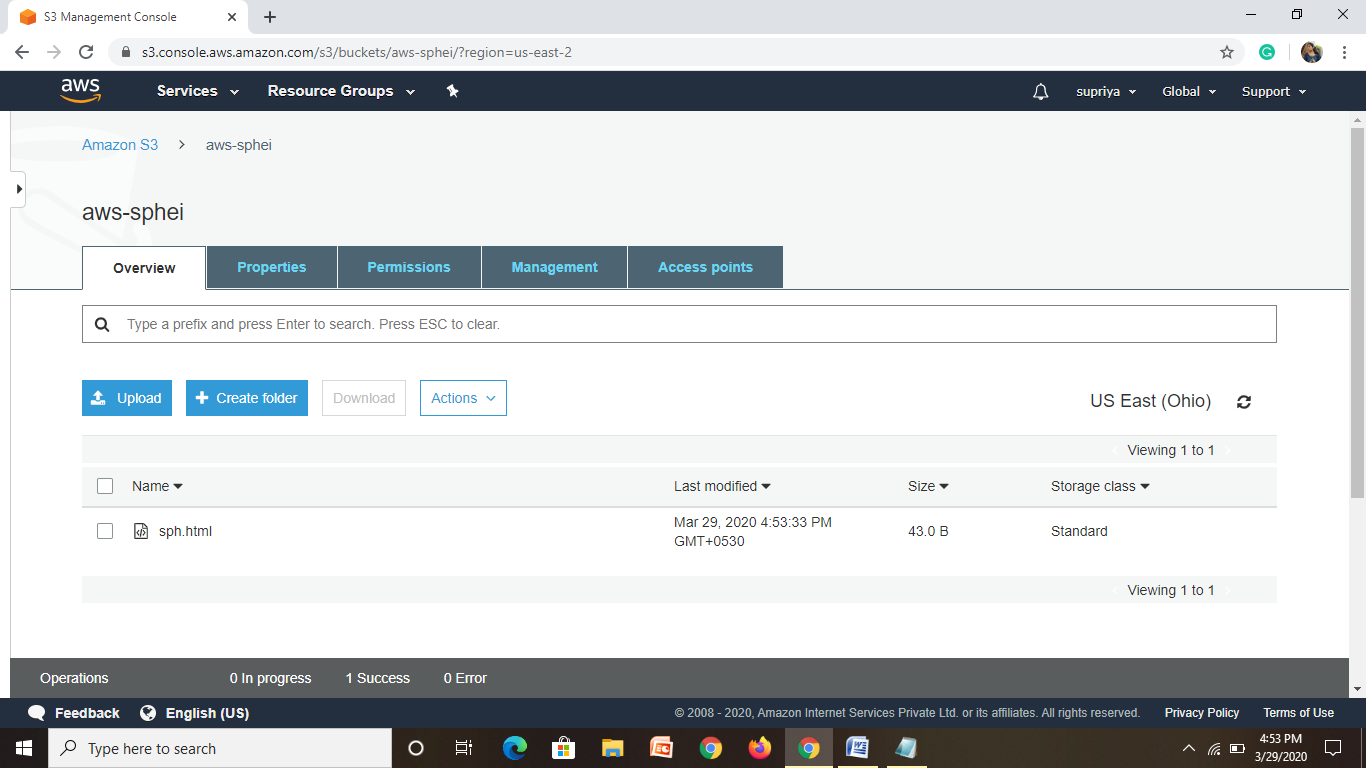 S3 Management Console
s3.console.aws.amazon.com/s3/buckets/aws-sphei/?region=us-east-2
aws Services Resource Groups supriya Global Support
Amazon S3 > aws-sphei
aws-sphei
Overview Properties Permissions Management Access points
Type a prefix and press Enter to search. Press ESC to clear.
Upload Create folder Download Actions US East (Ohio)
Viewing 1 to 1
Name Last modified Size Storage class
sph.html Mar 29, 2020 4:53:33 PM 43.0 B Standard
GMT+0530
Viewing 1 to 1
Operations 0 In progress 1 Success 0 Error
Feedback English (US) © 2008 - 2020, Amazon Internet Services Private Ltd. or its affiliates. All rights reserved. Privacy Policy Terms of Use
Type here to search
4:53 PM
3/29/2020